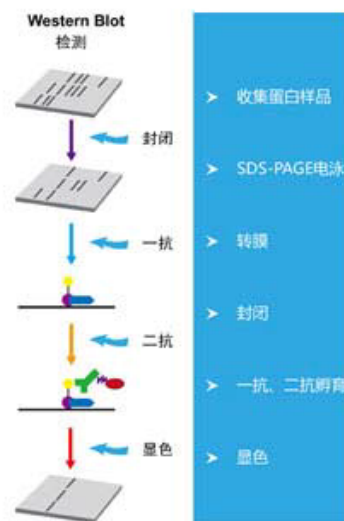 Western Blot
检测
封闭
一抗
二抗
显色
收集蛋白样品
SDS-PAGE电泳
转膜
封闭
一抗、二抗孵育
显色